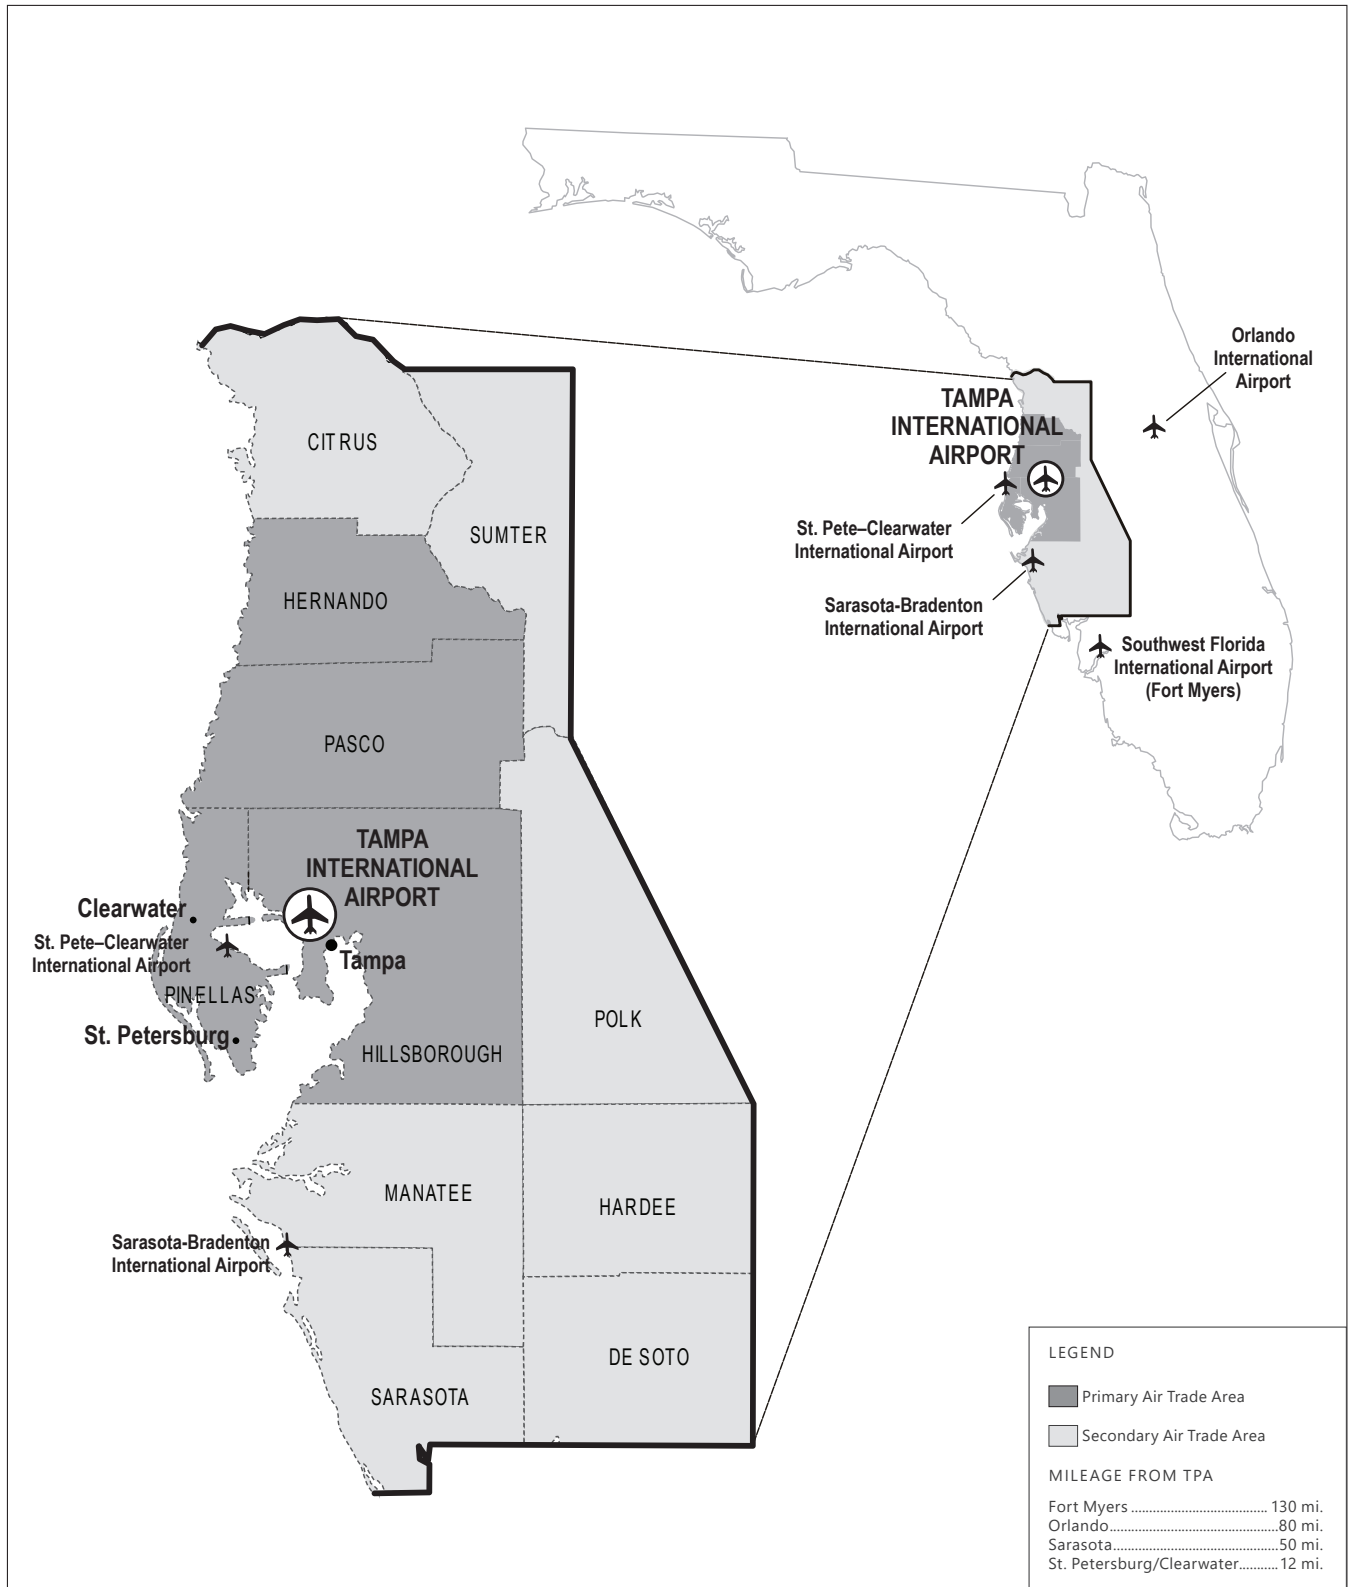 Orlando
International
Airport
TAMPA
INTERNATIONAL
AIRPORT
St. Pete–Clearwater
International Airport
Sarasota-Bradenton
International Airport
Southwest Florida
International Airport
(Fort Myers)
CITRUS
SUMTER
HERNANDO
PASCO
TAMPA
INTERNATIONAL
AIRPORT
Clearwater
St. Pete–Clearwater
International Airport
Tampa
PINELLAS
St. Petersburg
HILLSBOROUGH
POLK
MANATEE
HARDEE
Sarasota-Bradenton
International Airport
DE SOTO
SARASOTA
LEGEND
Primary Air Trade Area
Secondary Air Trade Area
MILEAGE FROM TPA
Fort Myers ............................................. 130 mi.
Orlando.......................................................80 mi.
Sarasota......................................................50 mi.
St. Petersburg/Clearwater............12 mi.